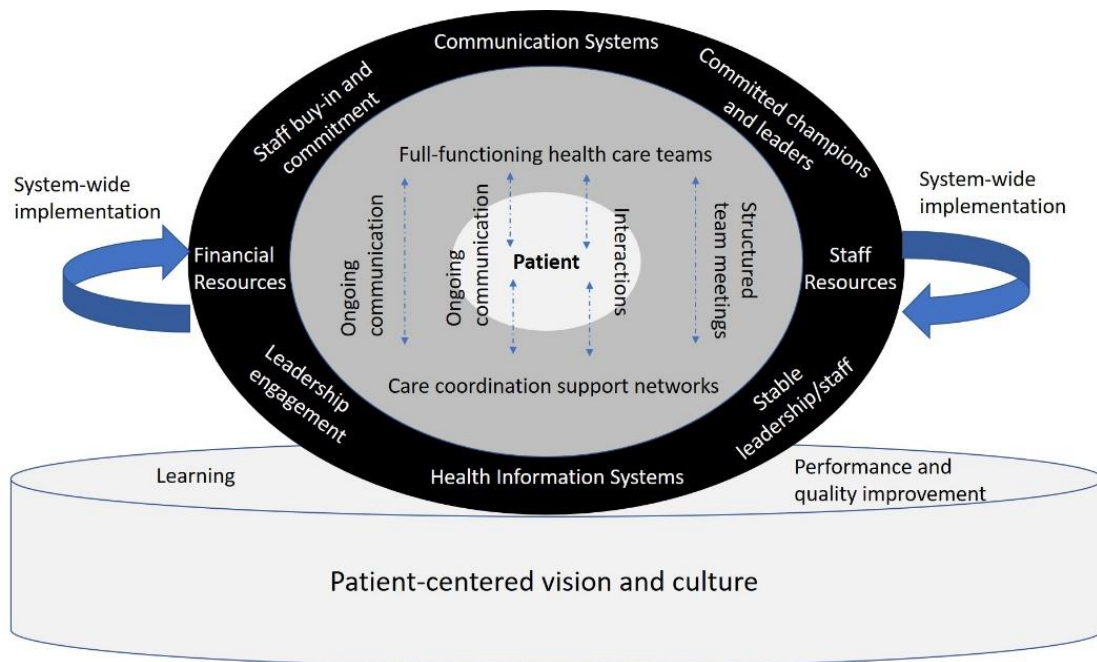 Communication Systems
Staff buy-in and
commitment
Committed champions
and leaders
Full-functioning health care teams
System-wide
implementation
System-wide
implementation
Ongoing
communication
Ongoing
communication
Interactions
Structured
team meetings
Patient
Financial
Resources
Staff
Resources
Care coordination support networks
Leadership
engagement
Stable
leadership/staff
Health Information Systems
Learning
Performance and
quality improvement
Patient-centered vision and culture